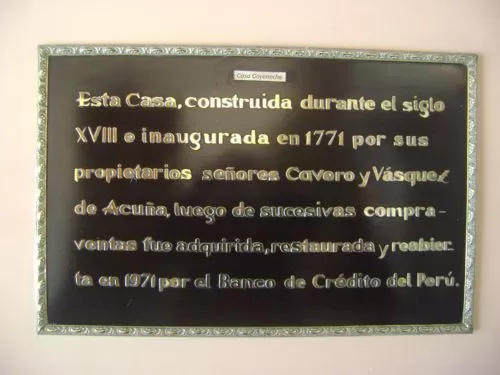 Casa Goyeneche
Esta Casa, construida durante el siglo
XVIII e inaugurada en 1771 por sus
propietarios señores Cavero y Vásquez
de Acuña, luego de sucesivas compra-
ventas fue adquirida, restaurada y reabier
ta en 1971 por el Banco de Crédito del Perú.